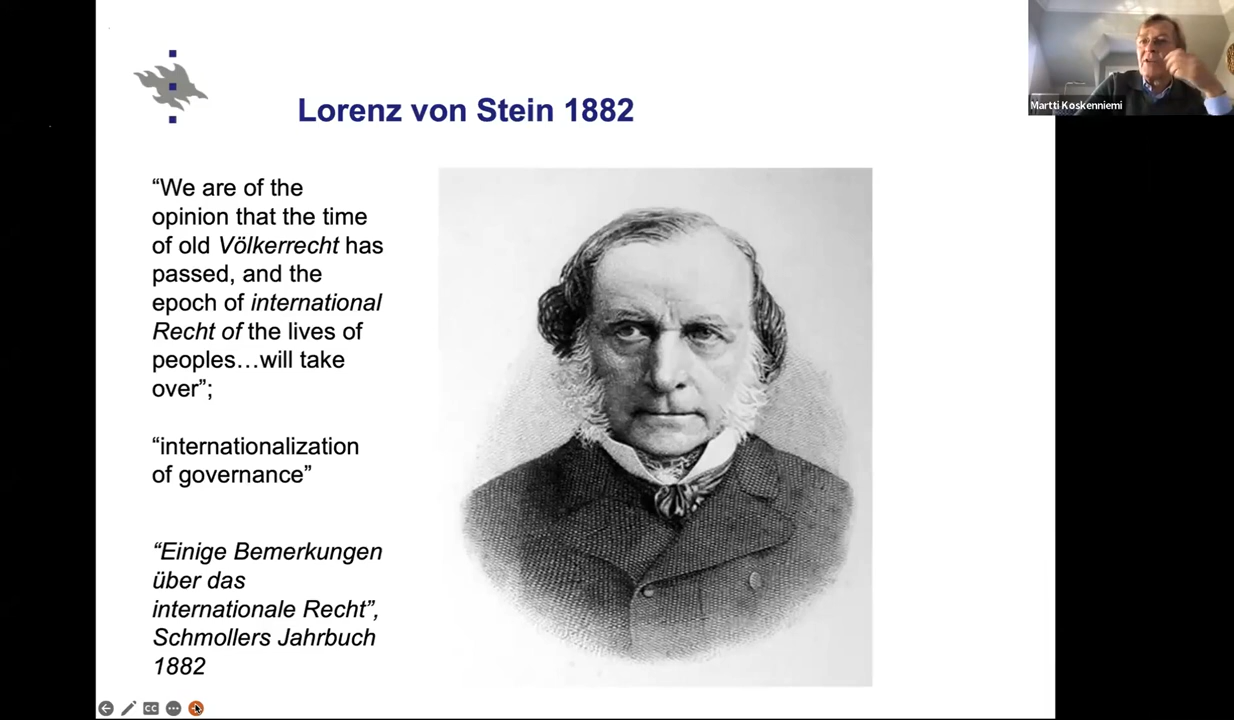 Lorenz von Stein 1882
“We are of the
opinion that the time
of old Völkerrecht has
passed, and the
epoch of international
Recht of the lives of
peoples…will take
over”;
“internationalization
of governance”
“Einige Bemerkungen
über das
internationale Recht”,
Schmollers Jahrbuch
1882
Martti Koskenniemi
CC